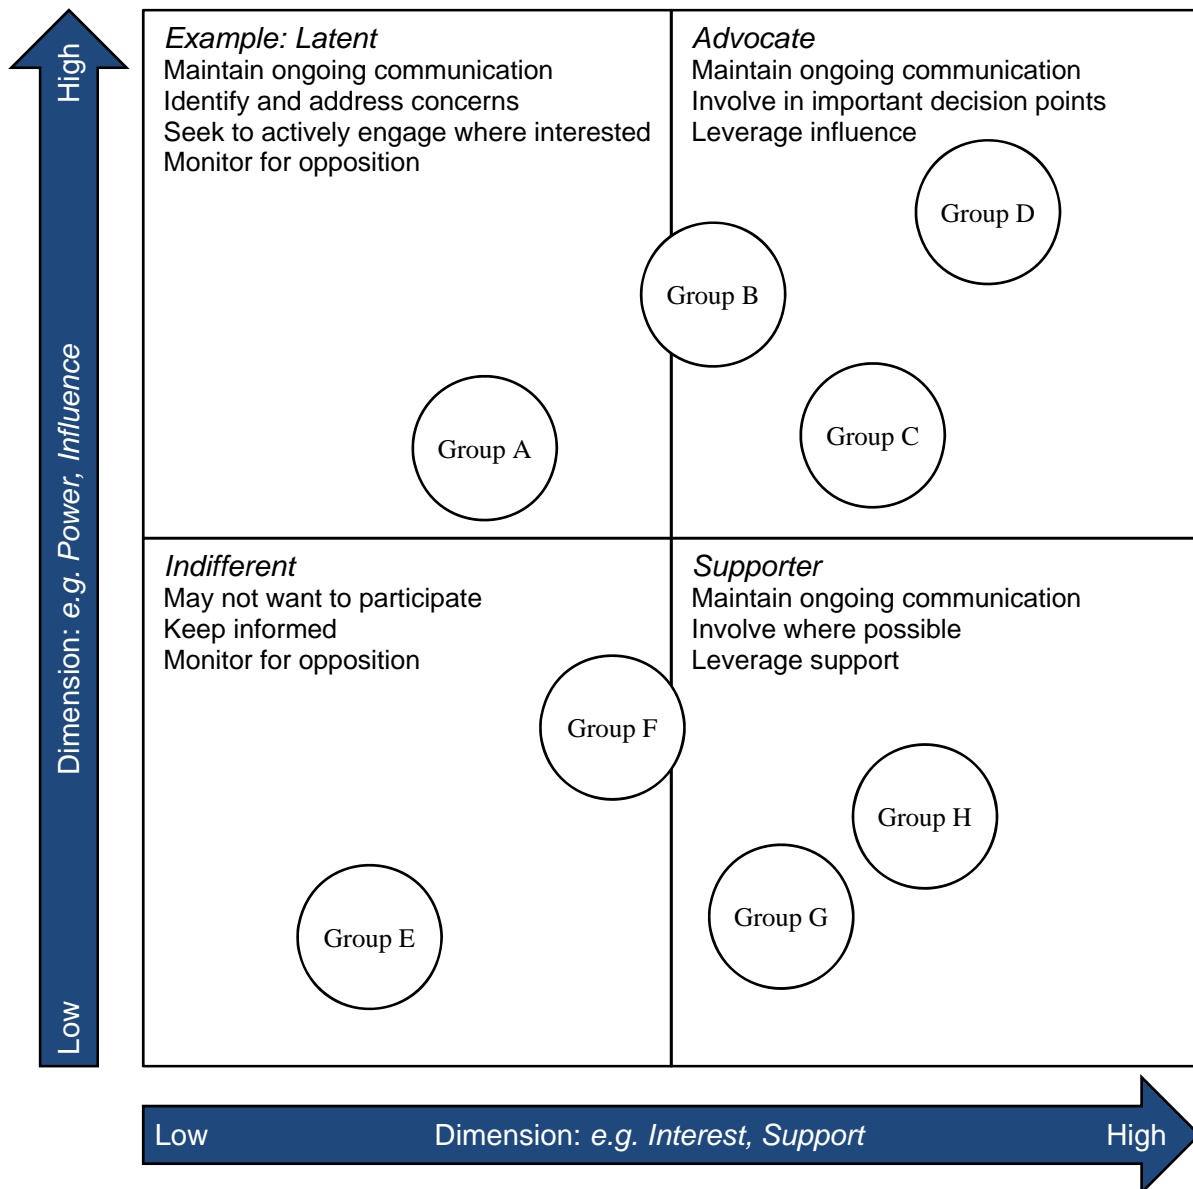 High
Dimension: e.g. Power, Influence
Low
Example: Latent
Maintain ongoing communication
Identify and address concerns
Seek to actively engage where interested
Monitor for opposition
Advocate
Maintain ongoing communication
Involve in important decision points
Leverage influence
Group D
Group B
Group C
Group A
Indifferent
May not want to participate
Keep informed
Monitor for opposition
Supporter
Maintain ongoing communication
Involve where possible
Leverage support
Group F
Group H
Group G
Group E
Low
Dimension: e.g. Interest, Support
High